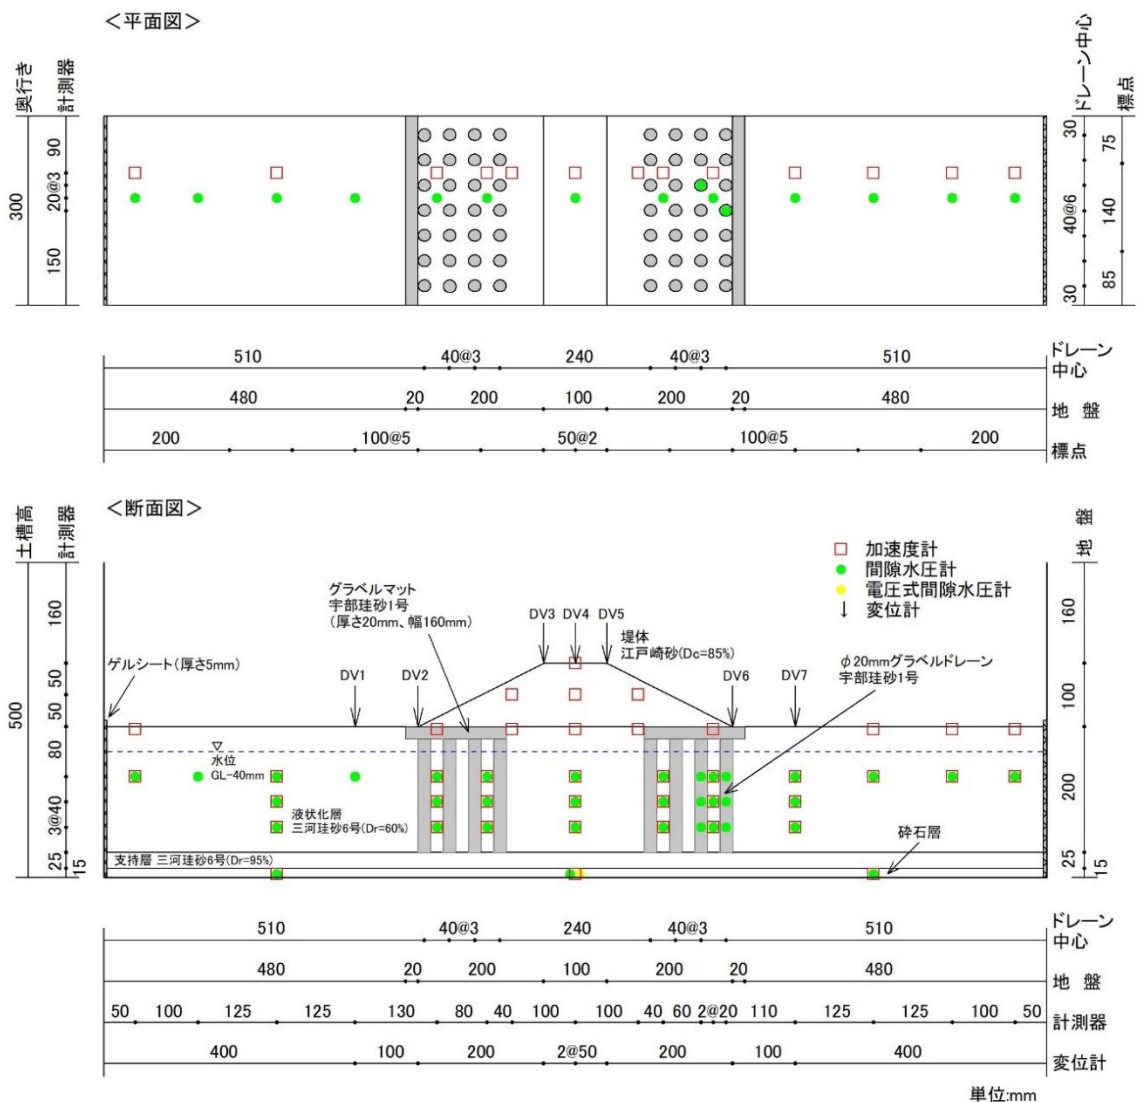 ＜平面図＞
奥行き
計測器
300
90
20@3
150
ドレーン中心
標点
30
40@6
30
75
140
85
510
40@3
240
40@3
510
ドレーン
中心
480
20
200
100
200
20
480
地 盤
200
100@5
50@2
100@5
200
標点
＜断面図＞
土槽高
計測器
500
160
50
50
80
3@40
25
15
地 盤
160
100
200
25
15
加速度計
間隙水圧計
電圧式間隙水圧計
変位計
グラベルマット
宇部珪砂1号
(厚さ20mm、幅160mm)
DV3
DV4
DV5
堤体
江戸崎砂(Dc=85%)
ゲルシート(厚さ5mm)
DV1
DV2
DV6
DV7
φ20mmグラベルドレーン
宇部珪砂1号
▽
水位
GL-40mm
液状化層
三河珪砂6号(Dr=60%)
支持層 三河珪砂6号(Dr=95%)
砕石層
510
40@3
240
40@3
510
ドレーン
中心
480
20
200
100
200
20
480
地 盤
50
100
125
125
130
80
40
100
100
40
60
2@20
110
125
125
100
50
計測器
400
100
200
2@50
200
100
400
変位計
単位:mm